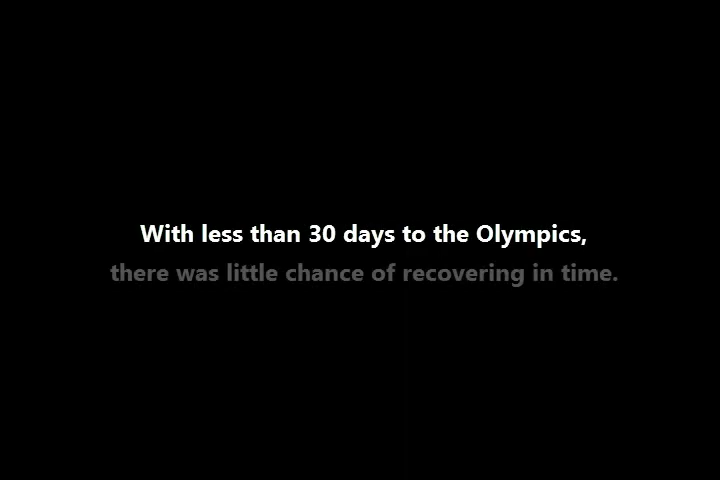 With less than 30 days to the Olympics,
there was little chance of recovering in time.